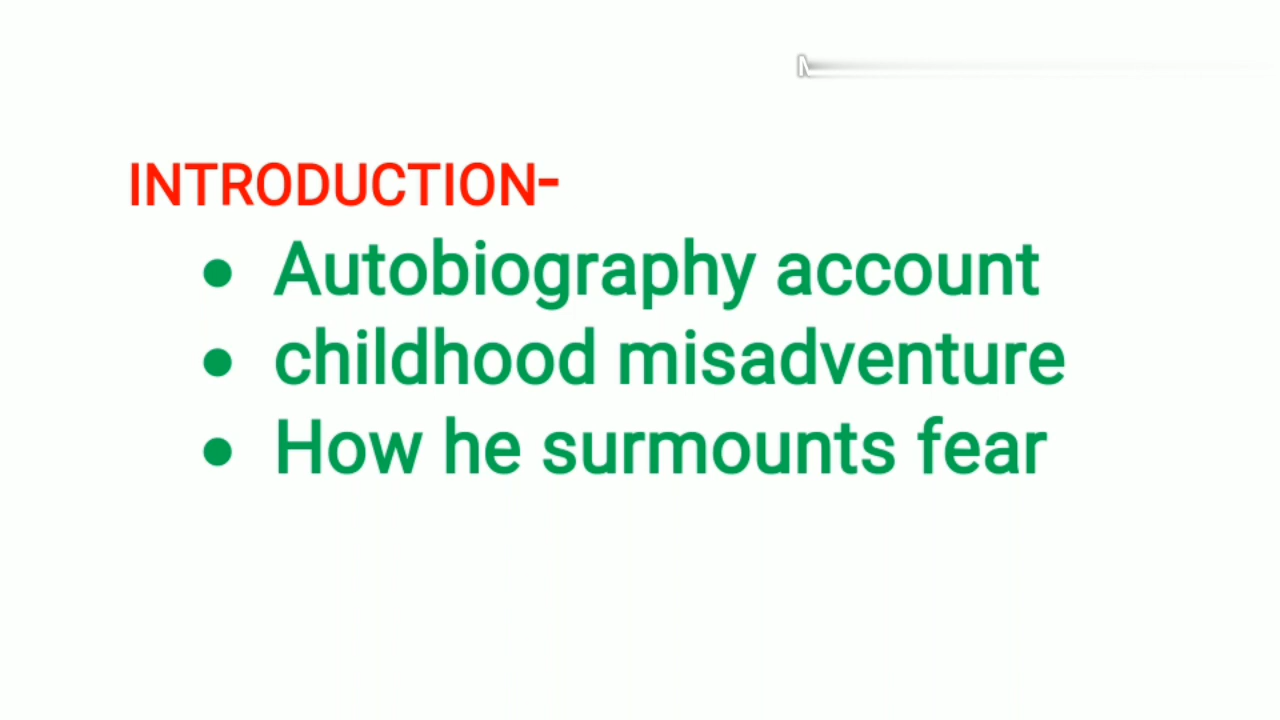 INTRODUCTION-
● Autobiography account
● childhood misadventure
● How he surmounts fear